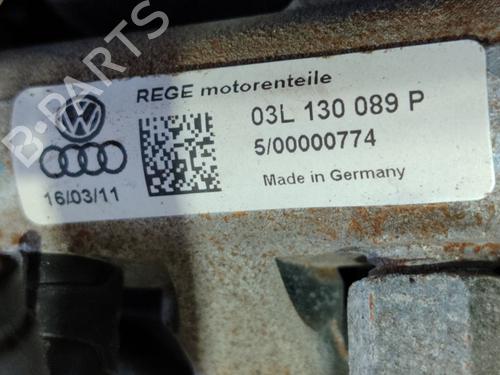 B-PARTS
REGE motorenteile
03L 130 089 P
5/00000774
16/03/11
Made in Germany